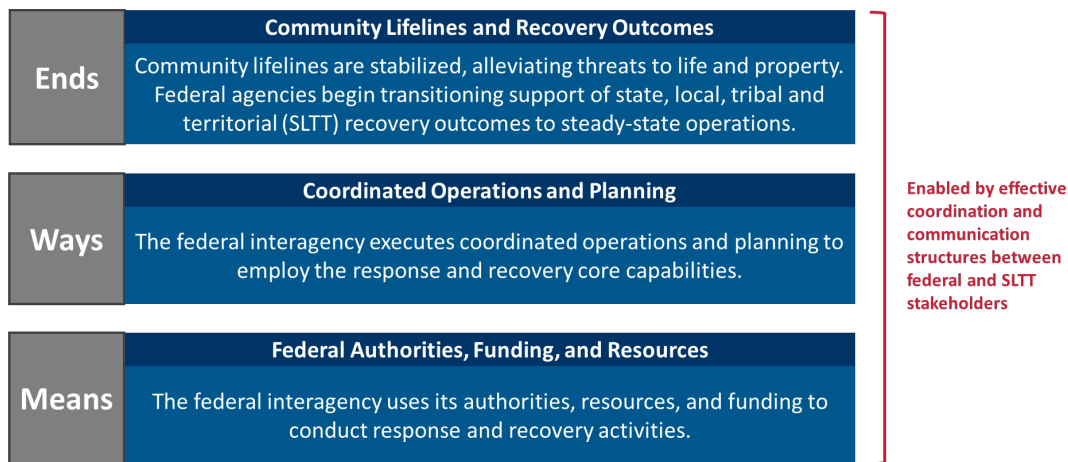 Ends
Community Lifelines and Recovery Outcomes
Community lifelines are stabilized, alleviating threats to life and property.
Federal agencies begin transitioning support of state, local, tribal and
territorial (SLTT) recovery outcomes to steady-state operations.
Ways
Coordinated Operations and Planning
The federal interagency executes coordinated operations and planning to
employ the response and recovery core capabilities.
Means
Federal Authorities, Funding, and Resources
The federal interagency uses its authorities, resources, and funding to
conduct response and recovery activities.
Enabled by effective
coordination and
communication
structures between
federal and SLTT
stakeholders